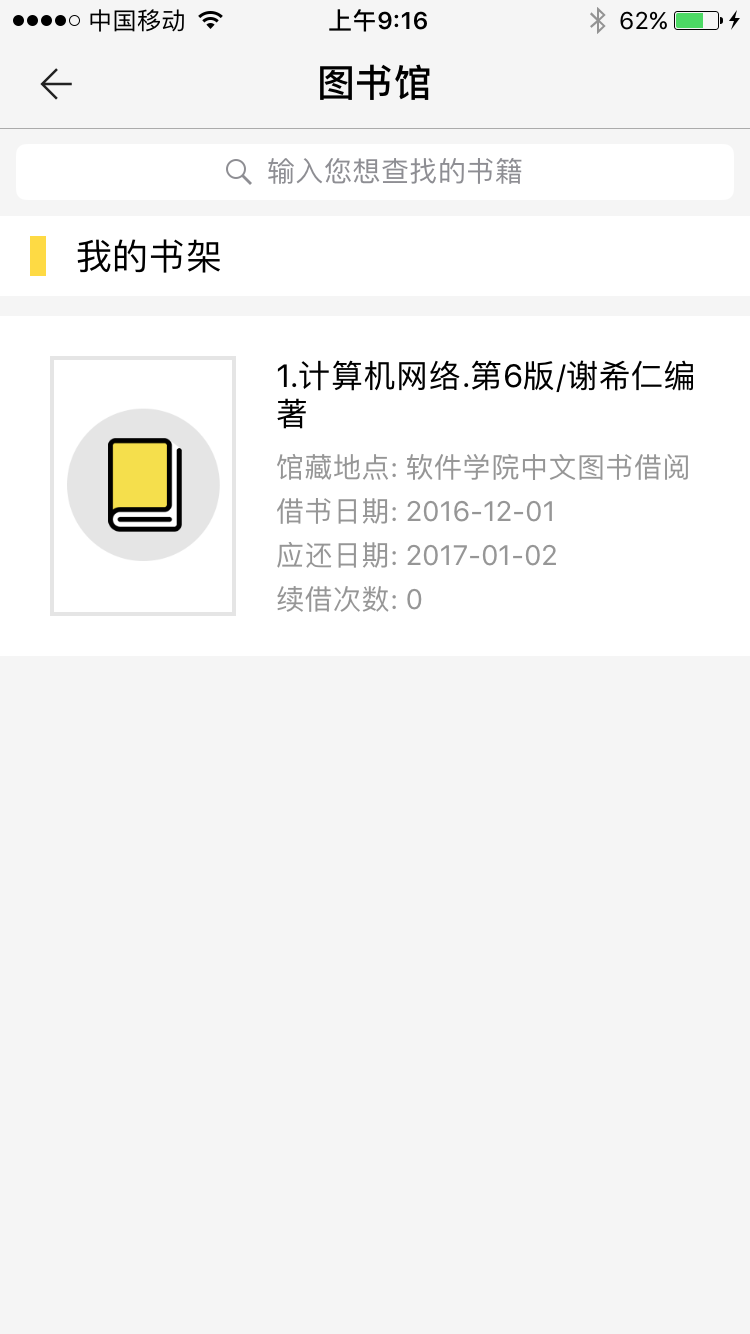 中国移动 上午9:16 62%
图书馆
输入您想查找的书籍
我的书架
1.计算机网络.第6版/谢希仁编
著
馆藏地点: 软件学院中文图书借阅
借书日期: 2016-12-01
应还日期: 2017-01-02
续借次数: 0